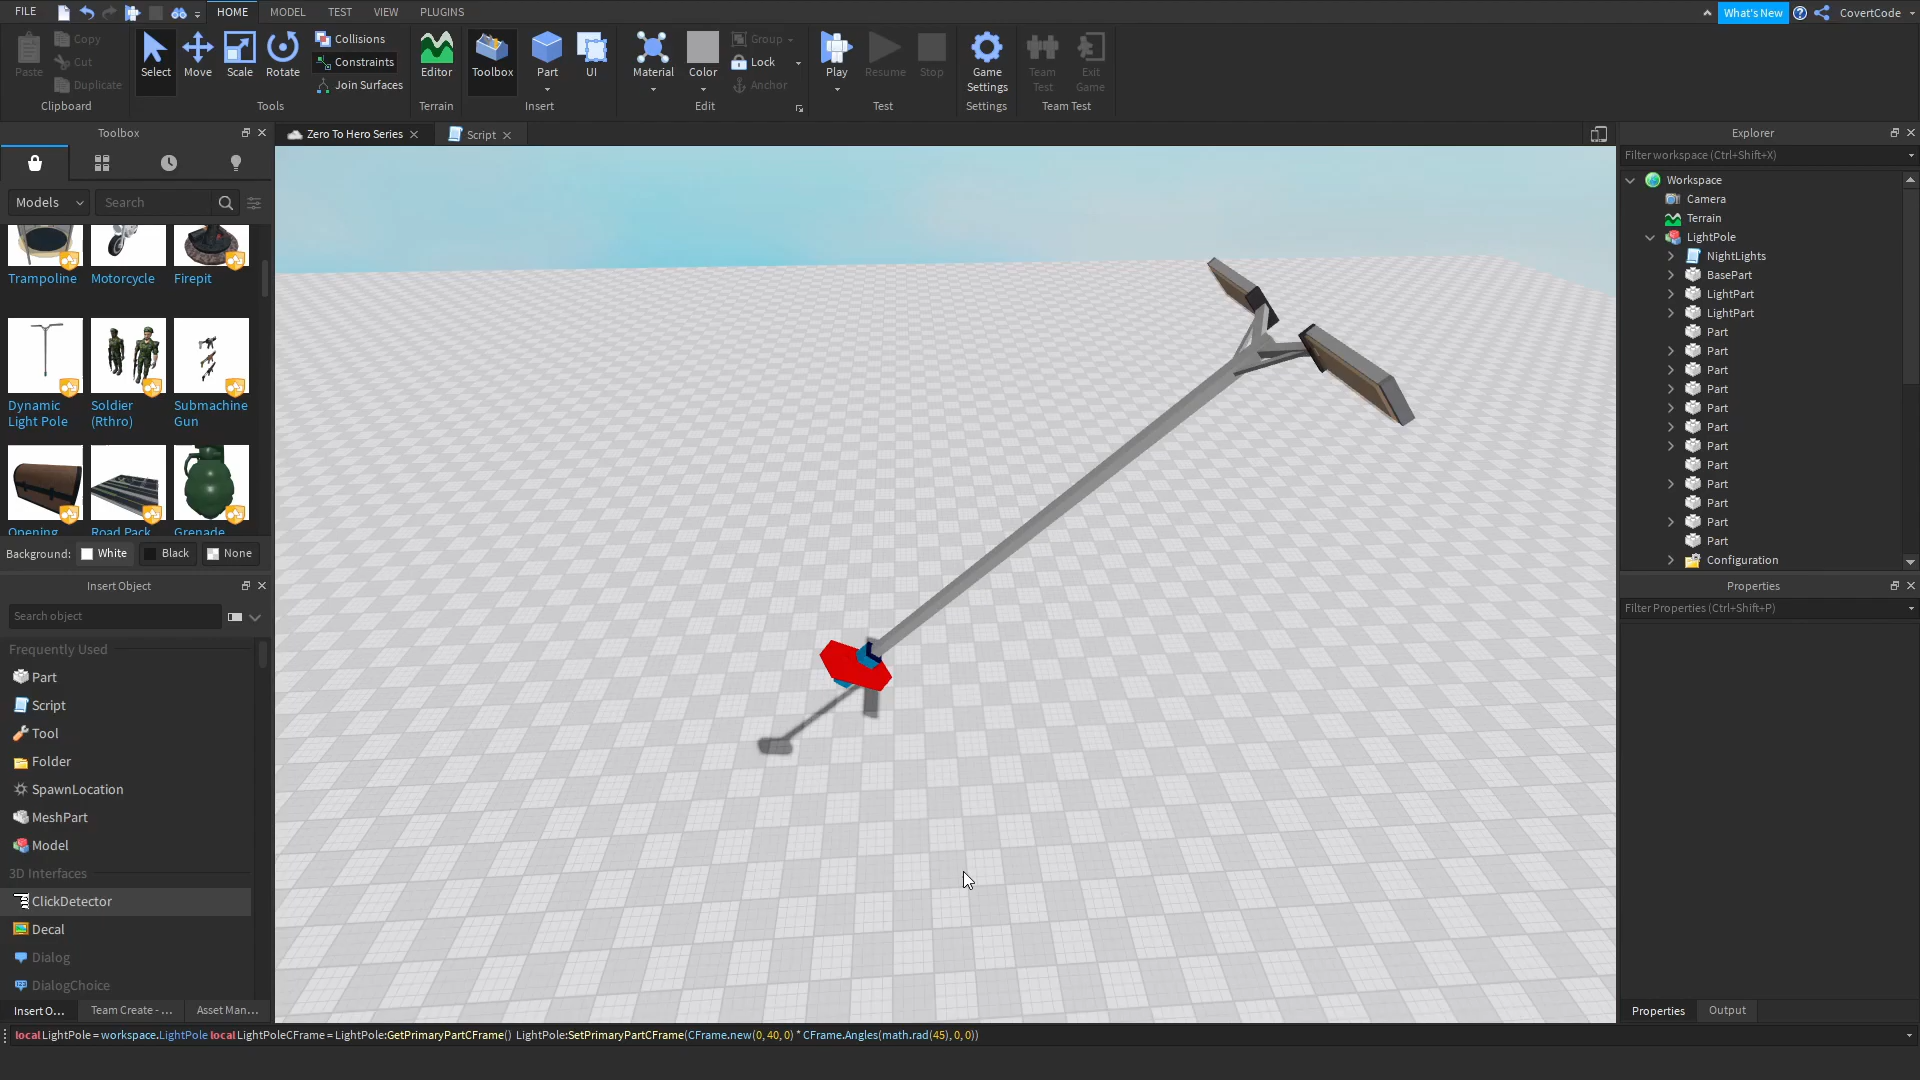 FILE
HOME
MODEL
TEST
VIEW
PLUGINS
What's New
CovertCode
Paste
Copy
Cut
Duplicate
Clipboard
Select
Move
Scale
Rotate
Collisions
Constraints
Join Surfaces
Tools
Editor
Terrain
Toolbox
Part
UI
Insert
Material
Color
Group
Lock
Anchor
Edit
Play
Resume
Stop
Test
Game
Settings
Settings
Team
Test
Exit
Game
Team Test
Toolbox
Zero To Hero Series
Script
Explorer
Models
Search
Trampoline
Motorcycle
Firepit
Dynamic
Light Pole
Soldier
(Rthro)
Submachine
Gun
Opening
Road Pack
Grenade
Background:
White
Black
None
Insert Object
Search object
Frequently Used
Part
Script
Tool
Folder
SpawnLocation
MeshPart
Model
3D Interfaces
ClickDetector
Decal
Dialog
DialogChoice
Insert O...
Team Create - ...
Asset Man...
Filter workspace (Ctrl+Shift+X)
Workspace
Camera
Terrain
LightPole
NightLights
BasePart
LightPart
LightPart
Part
Part
Part
Part
Part
Part
Part
Part
Part
Part
Part
Part
Configuration
Properties
Filter Properties (Ctrl+Shift+P)
Properties
Output
local LightPole = workspace.LightPole local LightPoleCFrame = LightPole:GetPrimaryPartCFrame() LightPole:SetPrimaryPartCFrame(CFrame.new(0, 40, 0) * CFrame.Angles(math.rad(45), 0, 0))